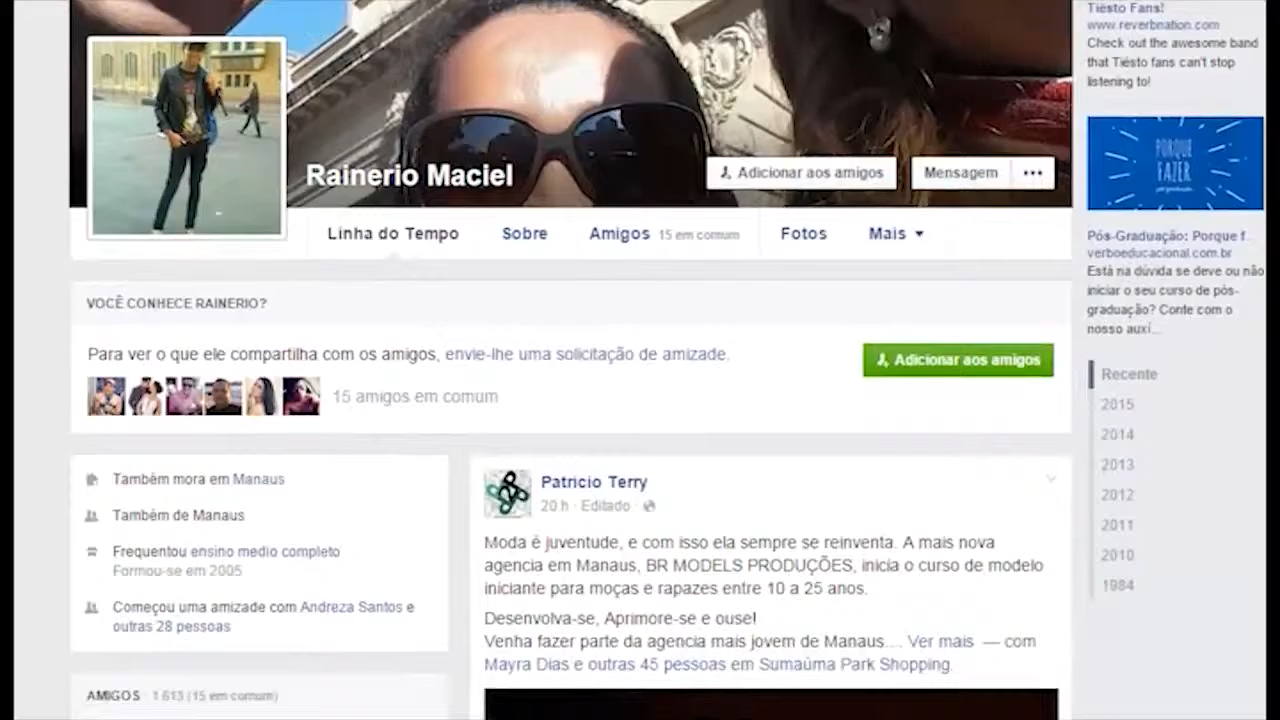 Rainerio Maciel
Adicionar aos amigos
Mensagem
Linha do Tempo
Sobre
Amigos 15 em comum
Fotos
Mais
VOCÊ CONHECE RAINERIO?
Para ver o que ele compartilha com os amigos, envie-lhe uma solicitação de amizade.
Adicionar aos amigos
15 amigos em comum
Também mora em Manaus
Também de Manaus
Frequentou ensino medio completo
Formou-se em 2005
Começou uma amizade com Andreza Santos e
outras 28 pessoas
AMIGOS 1 613 (15 em comum)
Patricio Terry
20 h · Editado ·
Moda é juventude, e com isso ela sempre se reinventa. A mais nova
agencia em Manaus, BR MODELS PRODUÇÕES, inicia o curso de modelo
iniciante para moças e rapazes entre 10 a 25 anos.
Desenvolva-se, Aprimore-se e ouse!
Venha fazer parte da agencia mais jovem de Manaus.... Ver mais — com
Mayra Dias e outras 45 pessoas em Sumaúma Park Shopping.
Tiësto Fans!
www.reverbnation.com
Check out the awesome band
that Tiësto fans can't stop
listening to!
PORQUE
FAZER
pós-graduação
Pós-Graduação: Porque f...
verboeducacional.com.br
Está na dúvida se deve ou não
iniciar o seu curso de pós-
graduação? Conte com o
nosso auxí...
Recente
2015
2014
2013
2012
2011
2010
1984